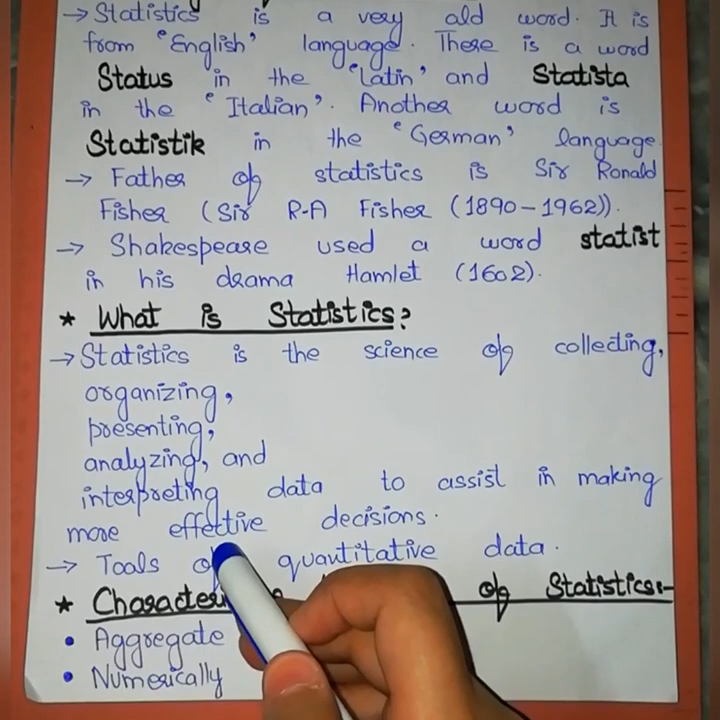 → Statistics is a very old word. It is
from "English" language. There is a word
Status in the "Latin" and Statista
in the "Italian". Another word is
Statistik in the "German" language.
→ Father of statistics is Sir Ronald
Fisher (Sir R-A Fisher (1890-1962)).
→ Shakespeare used a word statist
in his drama Hamlet (1602).
* What is Statistics?
→ Statistics is the science of collecting,
organizing,
presenting,
analyzing, and
interpreting data to assist in making
more effective decisions.
→ Tools of quantitative data.
* of Statistics:-
• Aggregate
• Numerically